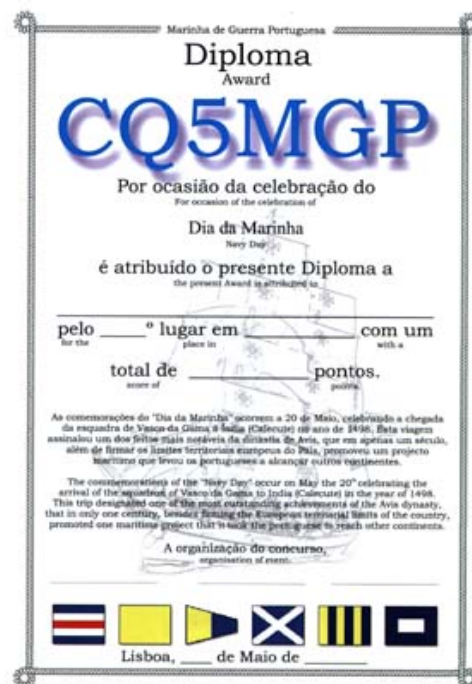 Marinha de Guerra Portuguesa
Diploma
Award
CQ5MGP
Por ocasião da celebração do
For occasion of the celebration of
Dia da Marinha
Navy Day
é atribuído o presente Diploma a
the present Award is attributed to
pelo _____º lugar em ____________ com um
for the place in with a
total de _____________ pontos.
score of points.
As comemorações do "Dia da Marinha" ocorrem a 20 de Maio, celebrando a chegada
da esquadra de Vasco da Gama à Índia (Calecute) no ano de 1498. Esta viagem
assinalou um dos feitos mais notáveis da dinastia de Avis, que em apenas um século,
além de firmar os limites territoriais europeus do País, promoveu um projecto
marítimo que levou os portugueses a alcançar outros continentes.
The commemorations of the "Navy Day" occur on May the 20th celebrating the
arrival of the squadron of Vasco da Gama to India (Calecute) in the year of 1498.
This trip designated one of the most outstanding achievements of the Avis dynasty,
that in only one century, besides firming the European territorial limits of the country,
promoted one maritime project that it took the portuguese to reach other continents.
A organização do concurso,
organisation of event.
Lisboa, ____ de Maio de ________